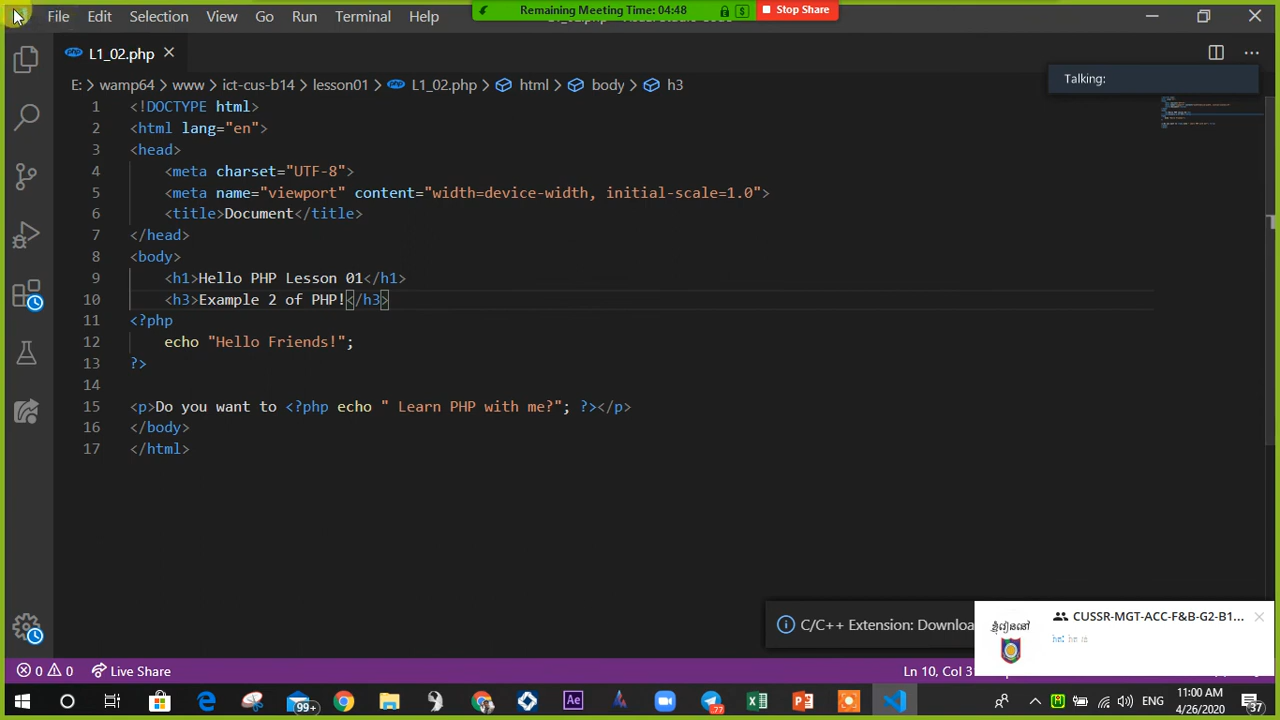 File Edit Selection View Go Run Terminal Help
Remaining Meeting Time: 04:48
Stop Share
L1_02.php
Talking:
E: > wamp64 > www > ict-cus-b14 > lesson01 > L1_02.php > html > body > h3
1 <!DOCTYPE html>
2 <html lang="en">
3 <head>
4 <meta charset="UTF-8">
5 <meta name="viewport" content="width=device-width, initial-scale=1.0">
6 <title>Document</title>
7 </head>
8 <body>
9 <h1>Hello PHP Lesson 01</h1>
10 <h3>Example 2 of PHP!</h3>
11 <?php
12 echo "Hello Friends!";
13 ?>
14
15 <p>Do you want to <?php echo " Learn PHP with me?"; ?></p>
16 </body>
17 </html>
C/C++ Extension: Downloa
CUSSR-MGT-ACC-F&B-G2-B1...
0 0 Live Share
Ln 10, Col 3
99+
77
ENG
11:00 AM
4/26/2020
37